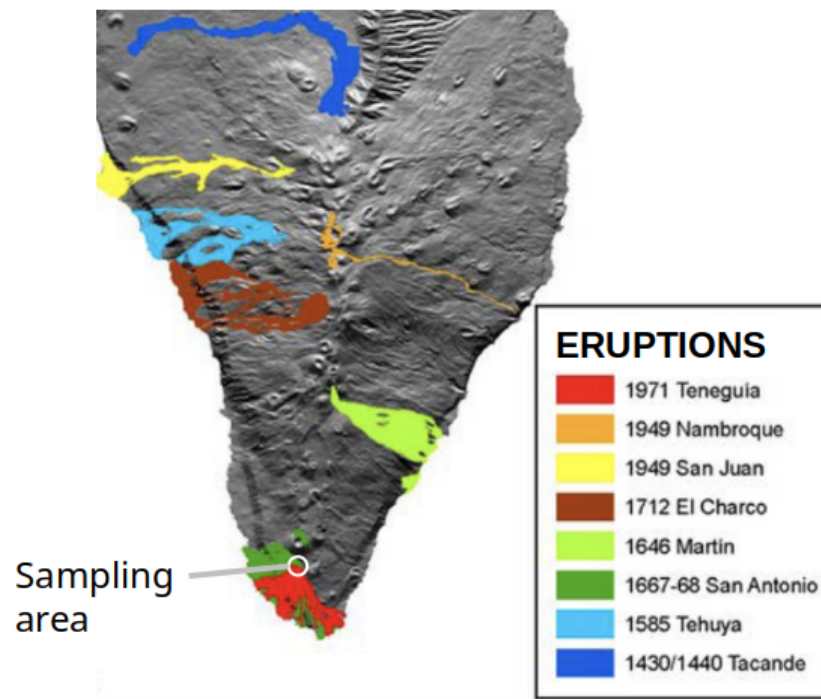 Sampling
area
ERUPTIONS
1971 Teneguía
1949 Nambroque
1949 San Juan
1712 El Charco
1646 Martín
1667-68 San Antonio
1585 Tehuya
1430/1440 Tacande